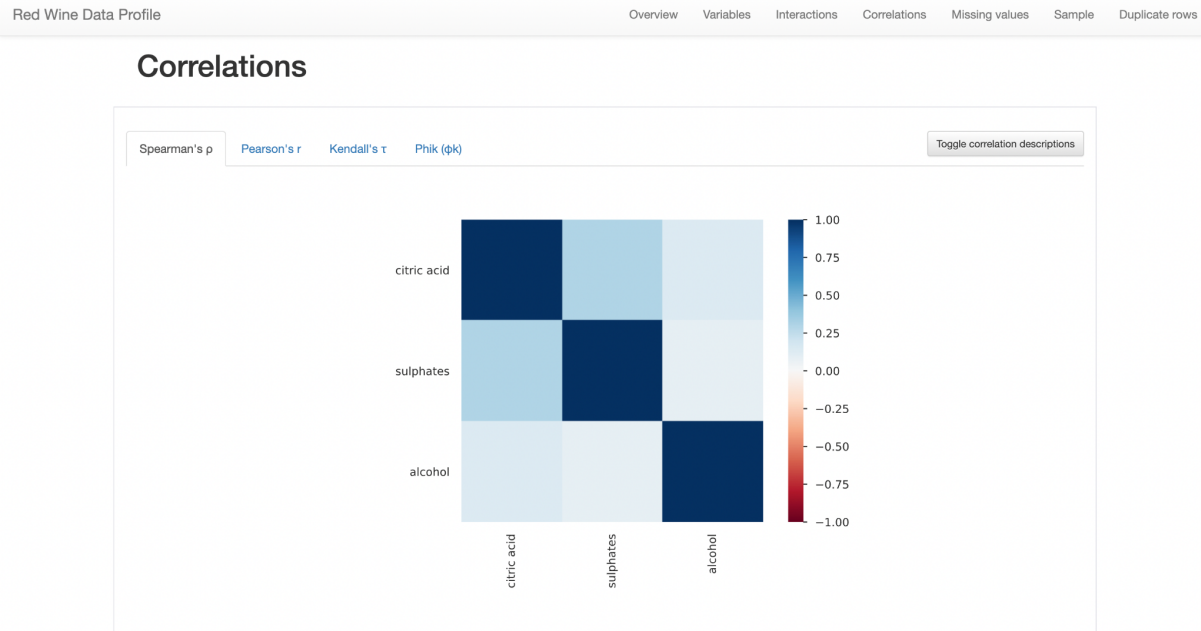 Red Wine Data Profile
Overview Variables Interactions Correlations Missing values Sample Duplicate rows
Correlations
Spearman's ρ Pearson's r Kendall's τ Phik (φk)
Toggle correlation descriptions
citric acid
sulphates
alcohol
citric acid
sulphates
alcohol
1.00
0.75
0.50
0.25
0.00
−0.25
−0.50
−0.75
−1.00